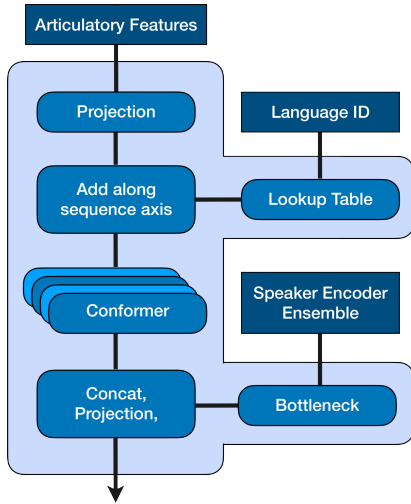 Articulatory Features
Projection
Language ID
Add along
sequence axis
Lookup Table
Conformer
Speaker Encoder
Ensemble
Concat,
Projection,
Bottleneck